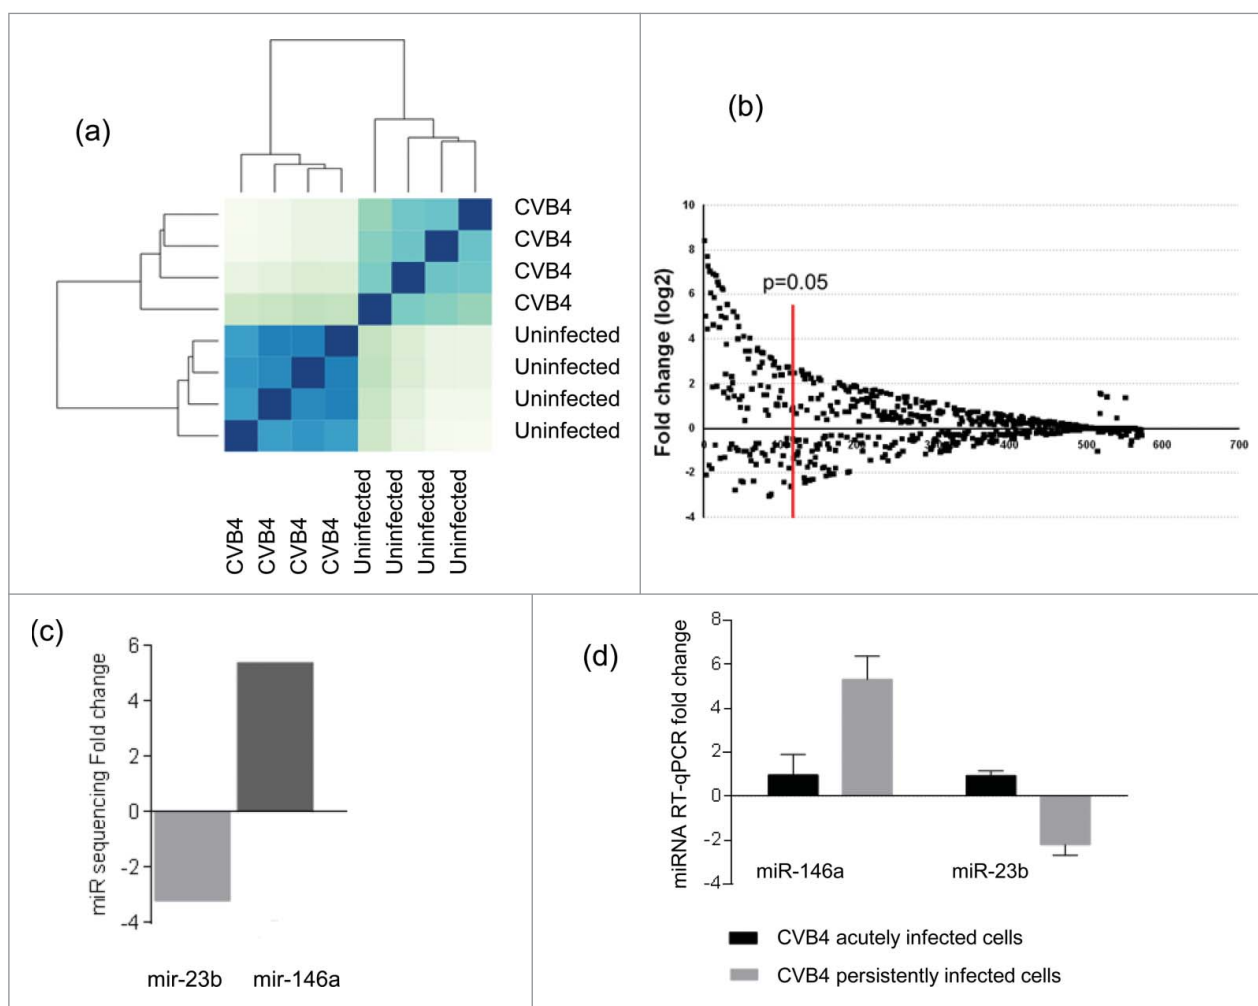 (a)
CVB4
CVB4
CVB4
CVB4
Uninfected
Uninfected
Uninfected
Uninfected
CVB4
CVB4
CVB4
CVB4
Uninfected
Uninfected
Uninfected
Uninfected
(b)
Fold change (log2)
10
8
6
4
2
0
-2
-4
p=0.05
0
200
400
500
600
700
(c)
miR sequencing Fold change
6
4
2
0
-2
-4
mir-23b
mir-146a
(d)
miRNA RT-qPCR fold change
8
6
4
2
0
-2
-4
miR-146a
miR-23b
CVB4 acutely infected cells
CVB4 persistently infected cells